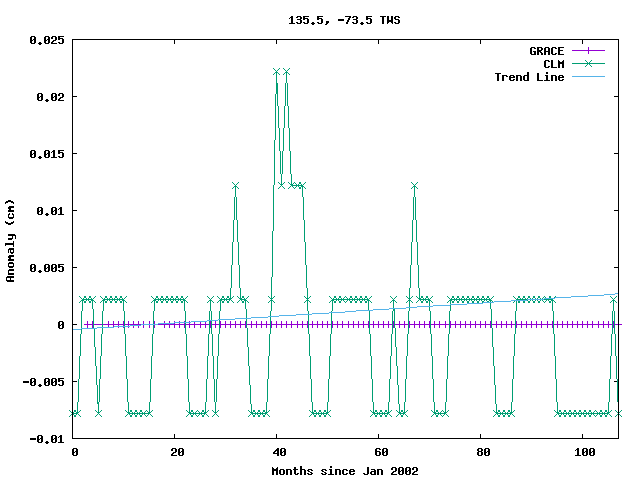 135.5, -73.5 TWS
0.025
0.02
0.015
0.01
0.005
0
-0.005
-0.01
Anomaly (cm)
GRACE
CLM
Trend Line
0 20 40 60 80 100
Months since Jan 2002